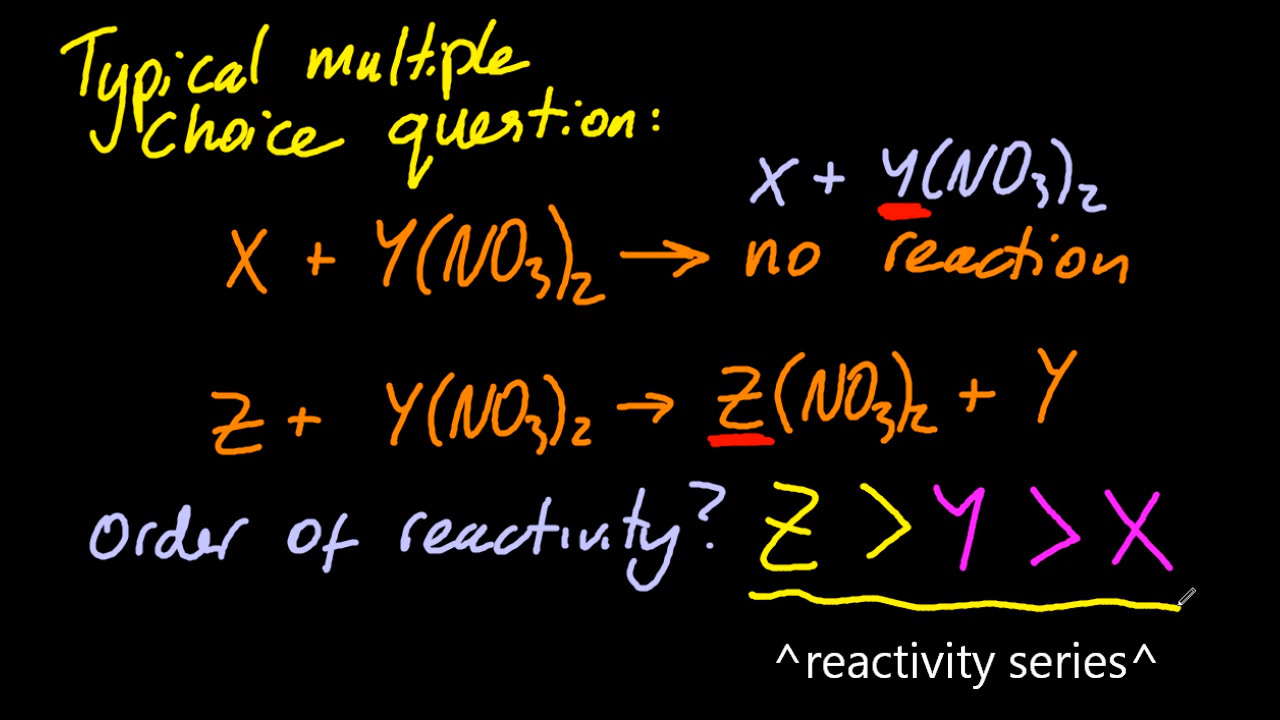 Typical multiple
choice question:
X + Y(NO₃)₂
X + Y(NO₃)₂ → no reaction
Z + Y(NO₃)₂ → Z(NO₃)₂ + Y
Order of reactivity? Z > Y > X
^reactivity series^